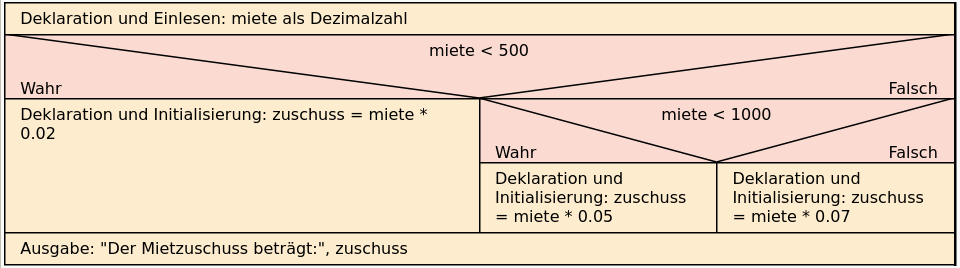 Deklaration und Einlesen: miete als Dezimalzahl
miete < 500
Wahr
Falsch
Deklaration und Initialisierung: zuschuss = miete *
0.02
miete < 1000
Wahr
Falsch
Deklaration und
Initialisierung: zuschuss
= miete * 0.05
Deklaration und
Initialisierung: zuschuss
= miete * 0.07
Ausgabe: "Der Mietzuschuss beträgt:", zuschuss